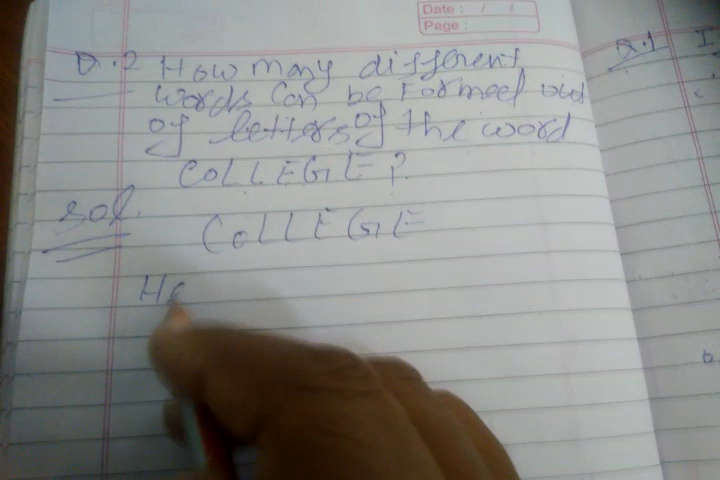 Date : / /
Page :
Q.2 How many different
words can be Formed out
of letters of the word
COLLEGE?
Sol.
COLLEGE
He
Q.1 I